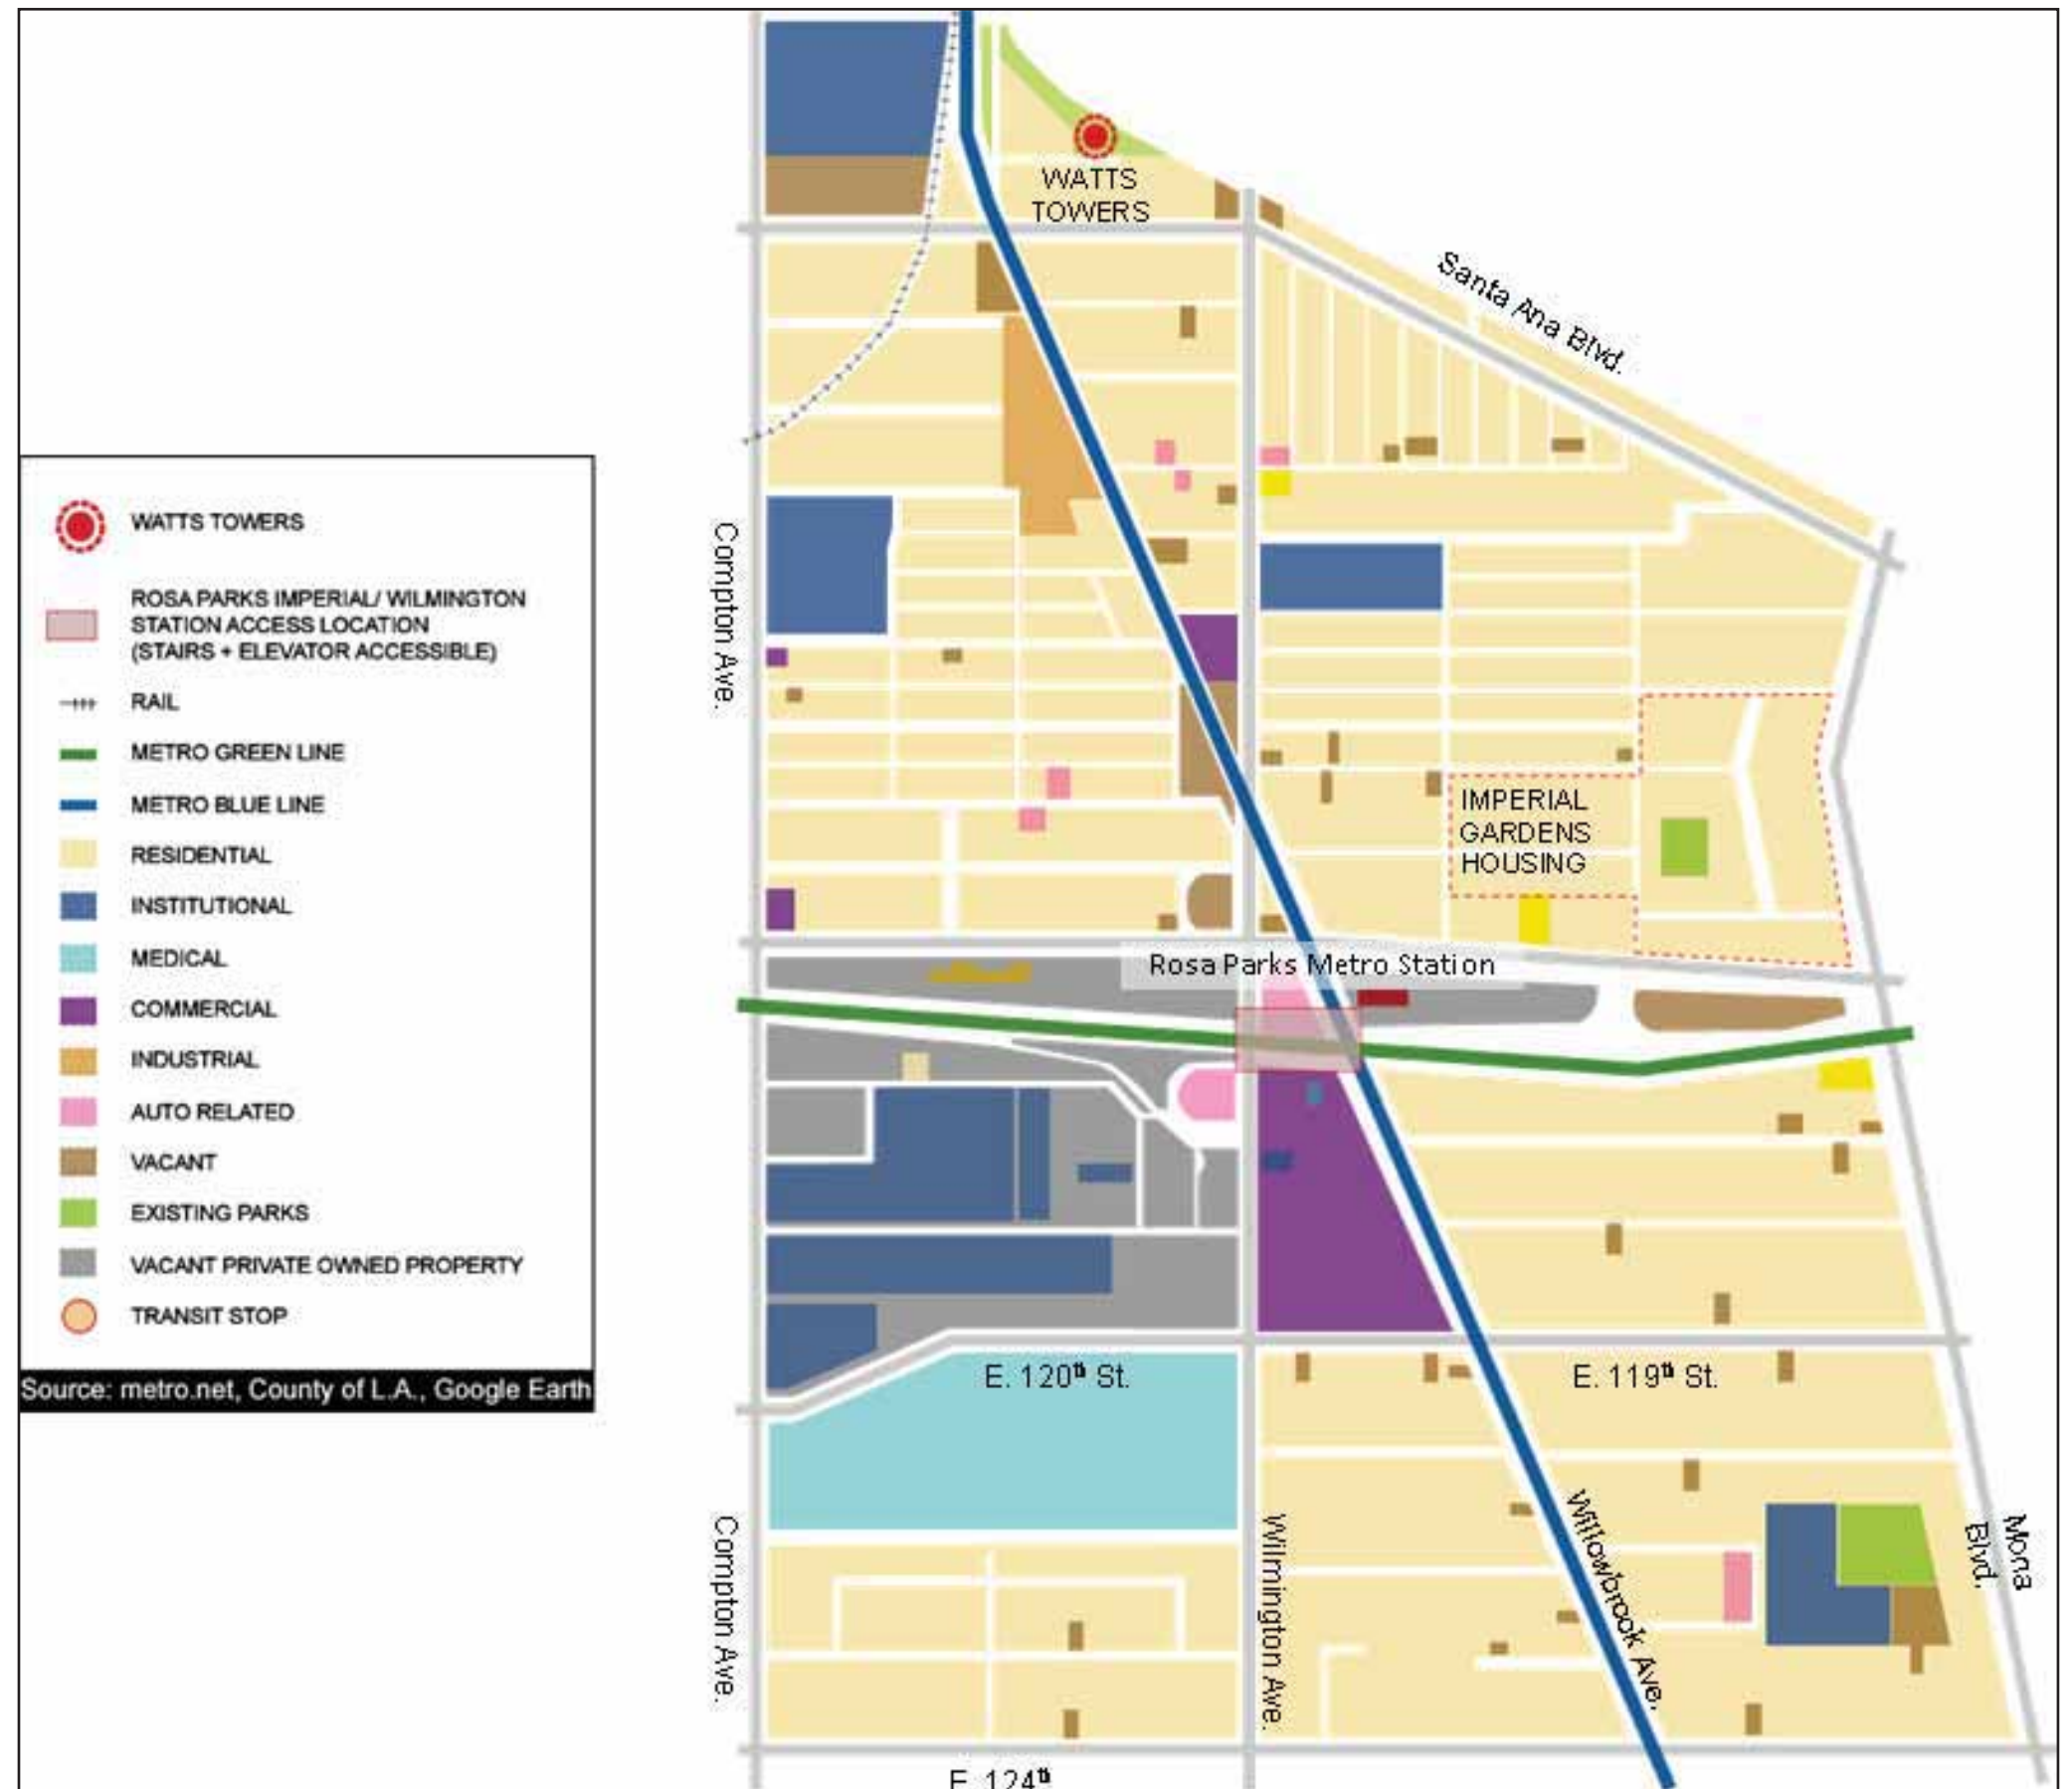 WATTS
TOWERS
Santa Ana Blvd.
Compton Ave.
IMPERIAL
GARDENS
HOUSING
Rosa Parks Metro Station
E. 120th St.
E. 119th St.
Compton Ave.
Wilmington Ave.
Willowbrook Ave.
Mona
Blvd.
E. 124th
WATTS TOWERS
ROSA PARKS IMPERIAL/ WILMINGTON
STATION ACCESS LOCATION
(STAIRS + ELEVATOR ACCESSIBLE)
RAIL
METRO GREEN LINE
METRO BLUE LINE
RESIDENTIAL
INSTITUTIONAL
MEDICAL
COMMERCIAL
INDUSTRIAL
AUTO RELATED
VACANT
EXISTING PARKS
VACANT PRIVATE OWNED PROPERTY
TRANSIT STOP
Source: metro.net, County of L.A., Google Earth